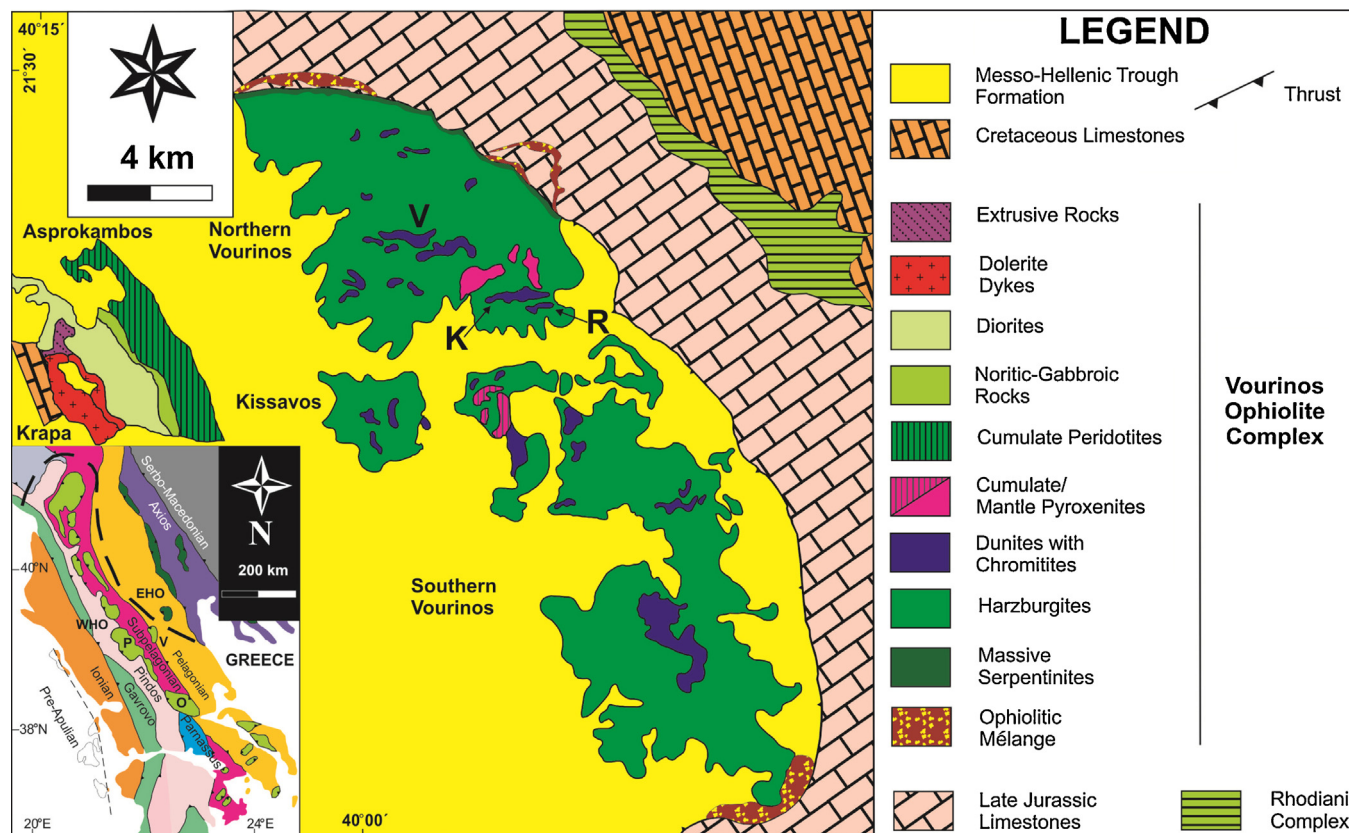 40°15´
21°30´
4 km
Asprokambos
Northern
Vourinos
V
K
R
Kissavos
Krapa
Southern
Vourinos
40°00´
Serbo-Macedonian
Axios
N
200 km
40°N
EHO
WHO
P
V
Subpelagonian
Pelagonian
GREECE
Pindos
Ionian
Gavrovo
O
Pre-Apulian
Parnassus
38°N
20°E
24°E
LEGEND
Messo-Hellenic Trough
Formation
Thrust
Cretaceous Limestones
Extrusive Rocks
Dolerite
Dykes
Diorites
Noritic-Gabbroic
Rocks
Cumulate Peridotites
Cumulate/
Mantle Pyroxenites
Dunites with
Chromitites
Harzburgites
Massive
Serpentinites
Ophiolitic
Mélange
Vourinos
Ophiolite
Complex
Late Jurassic
Limestones
Rhodiani
Complex